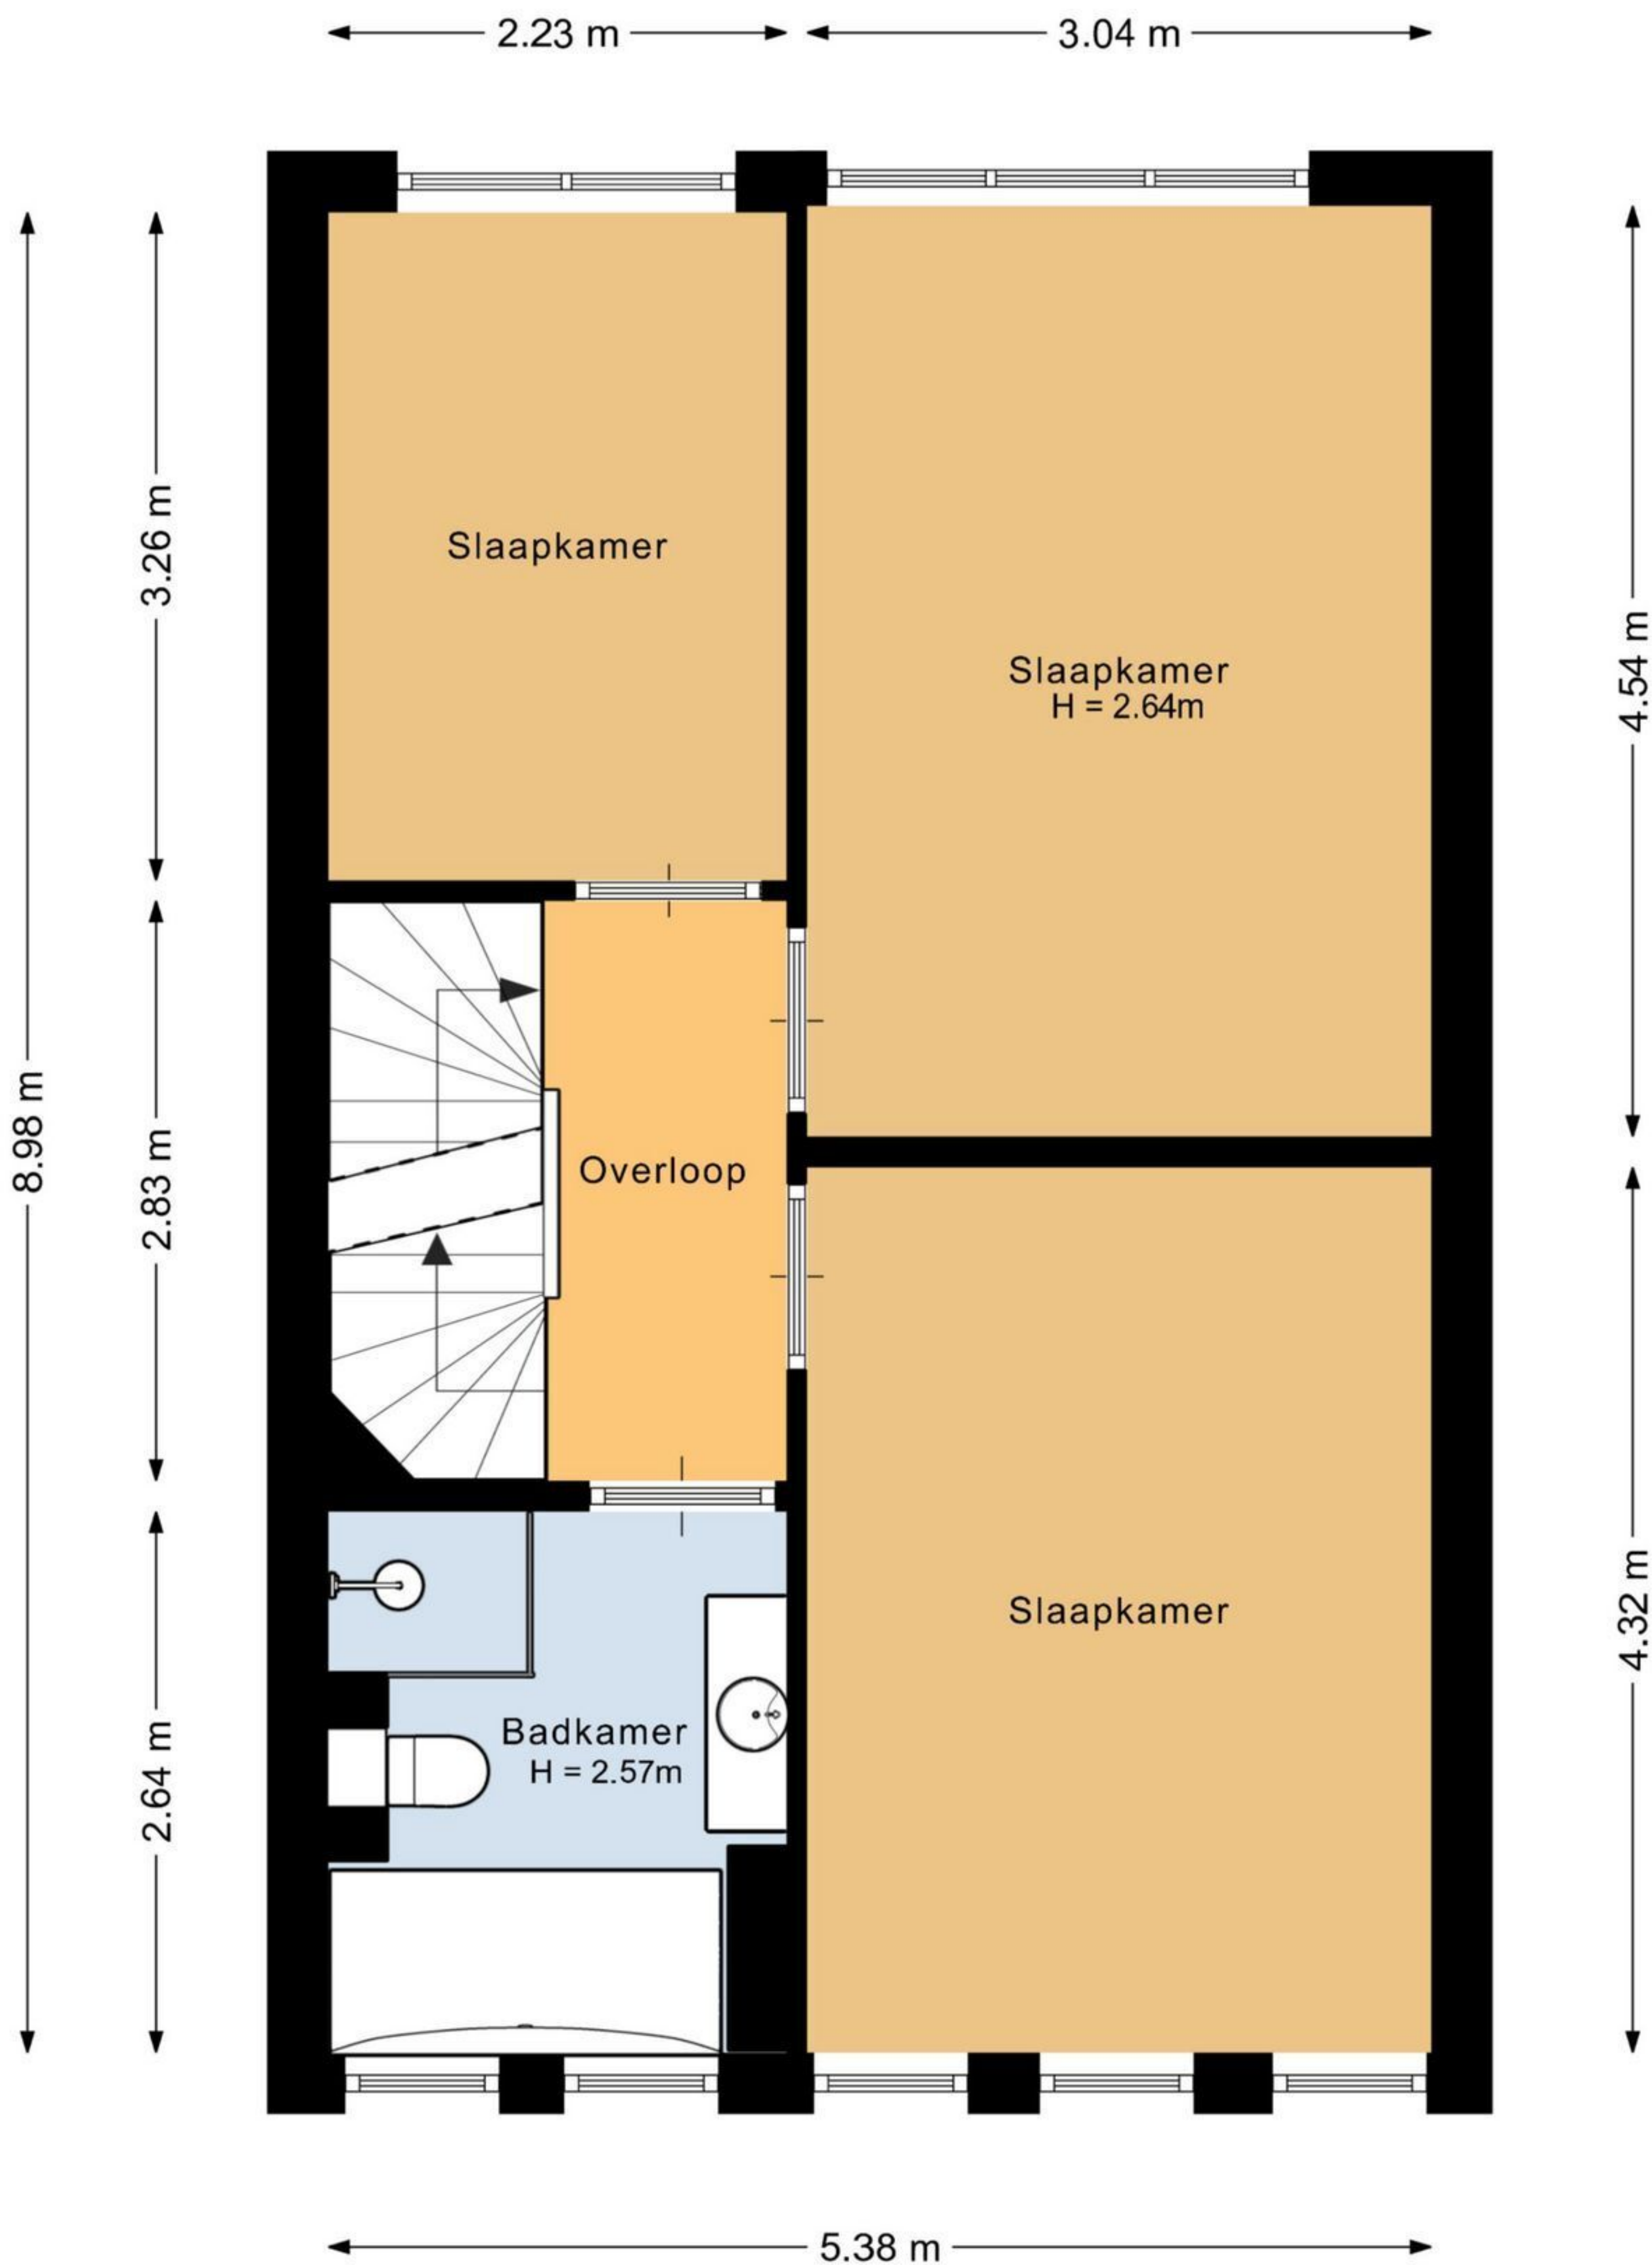 2.23 m
3.04 m
3.26 m
Slaapkamer
4.54 m
Slaapkamer
H = 2.64m
8.98 m
2.83 m
Overloop
4.32 m
Slaapkamer
2.64 m
Badkamer
H = 2.57m
5.38 m